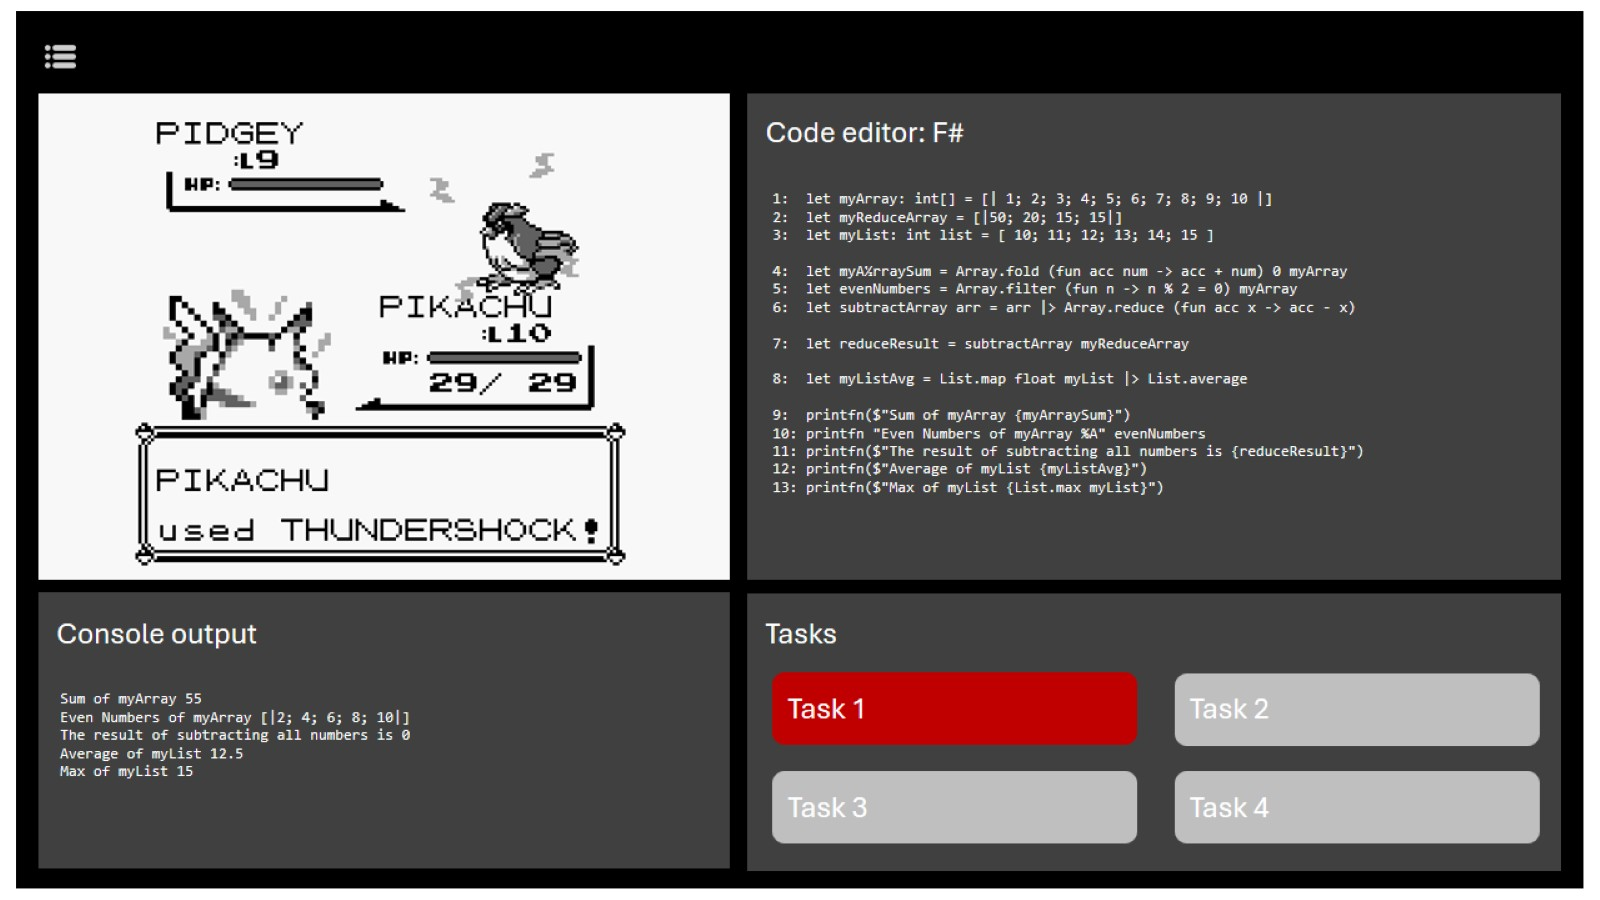 PIDGEY
:L9
HP:
PIKACHU
:L10
HP:
29/ 29
PIKACHU
used THUNDERSHOCK!
Code editor: F#
1: let myArray: int[] = [| 1; 2; 3; 4; 5; 6; 7; 8; 9; 10 |]
2: let myReduceArray = [|50; 20; 15; 15|]
3: let myList: int list = [ 10; 11; 12; 13; 14; 15 ]
4: let myA%rraySum = Array.fold (fun acc num -> acc + num) 0 myArray
5: let evenNumbers = Array.filter (fun n -> n % 2 = 0) myArray
6: let subtractArray arr = arr |> Array.reduce (fun acc x -> acc - x)
7: let reduceResult = subtractArray myReduceArray
8: let myListAvg = List.map float myList |> List.average
9: printfn($"Sum of myArray {myArraySum}")
10: printfn "Even Numbers of myArray %A" evenNumbers
11: printfn($"The result of subtracting all numbers is {reduceResult}")
12: printfn($"Average of myList {myListAvg}")
13: printfn($"Max of myList {List.max myList}")
Console output
Sum of myArray 55
Even Numbers of myArray [|2; 4; 6; 8; 10|]
The result of subtracting all numbers is 0
Average of myList 12.5
Max of myList 15
Tasks
Task 1
Task 2
Task 3
Task 4